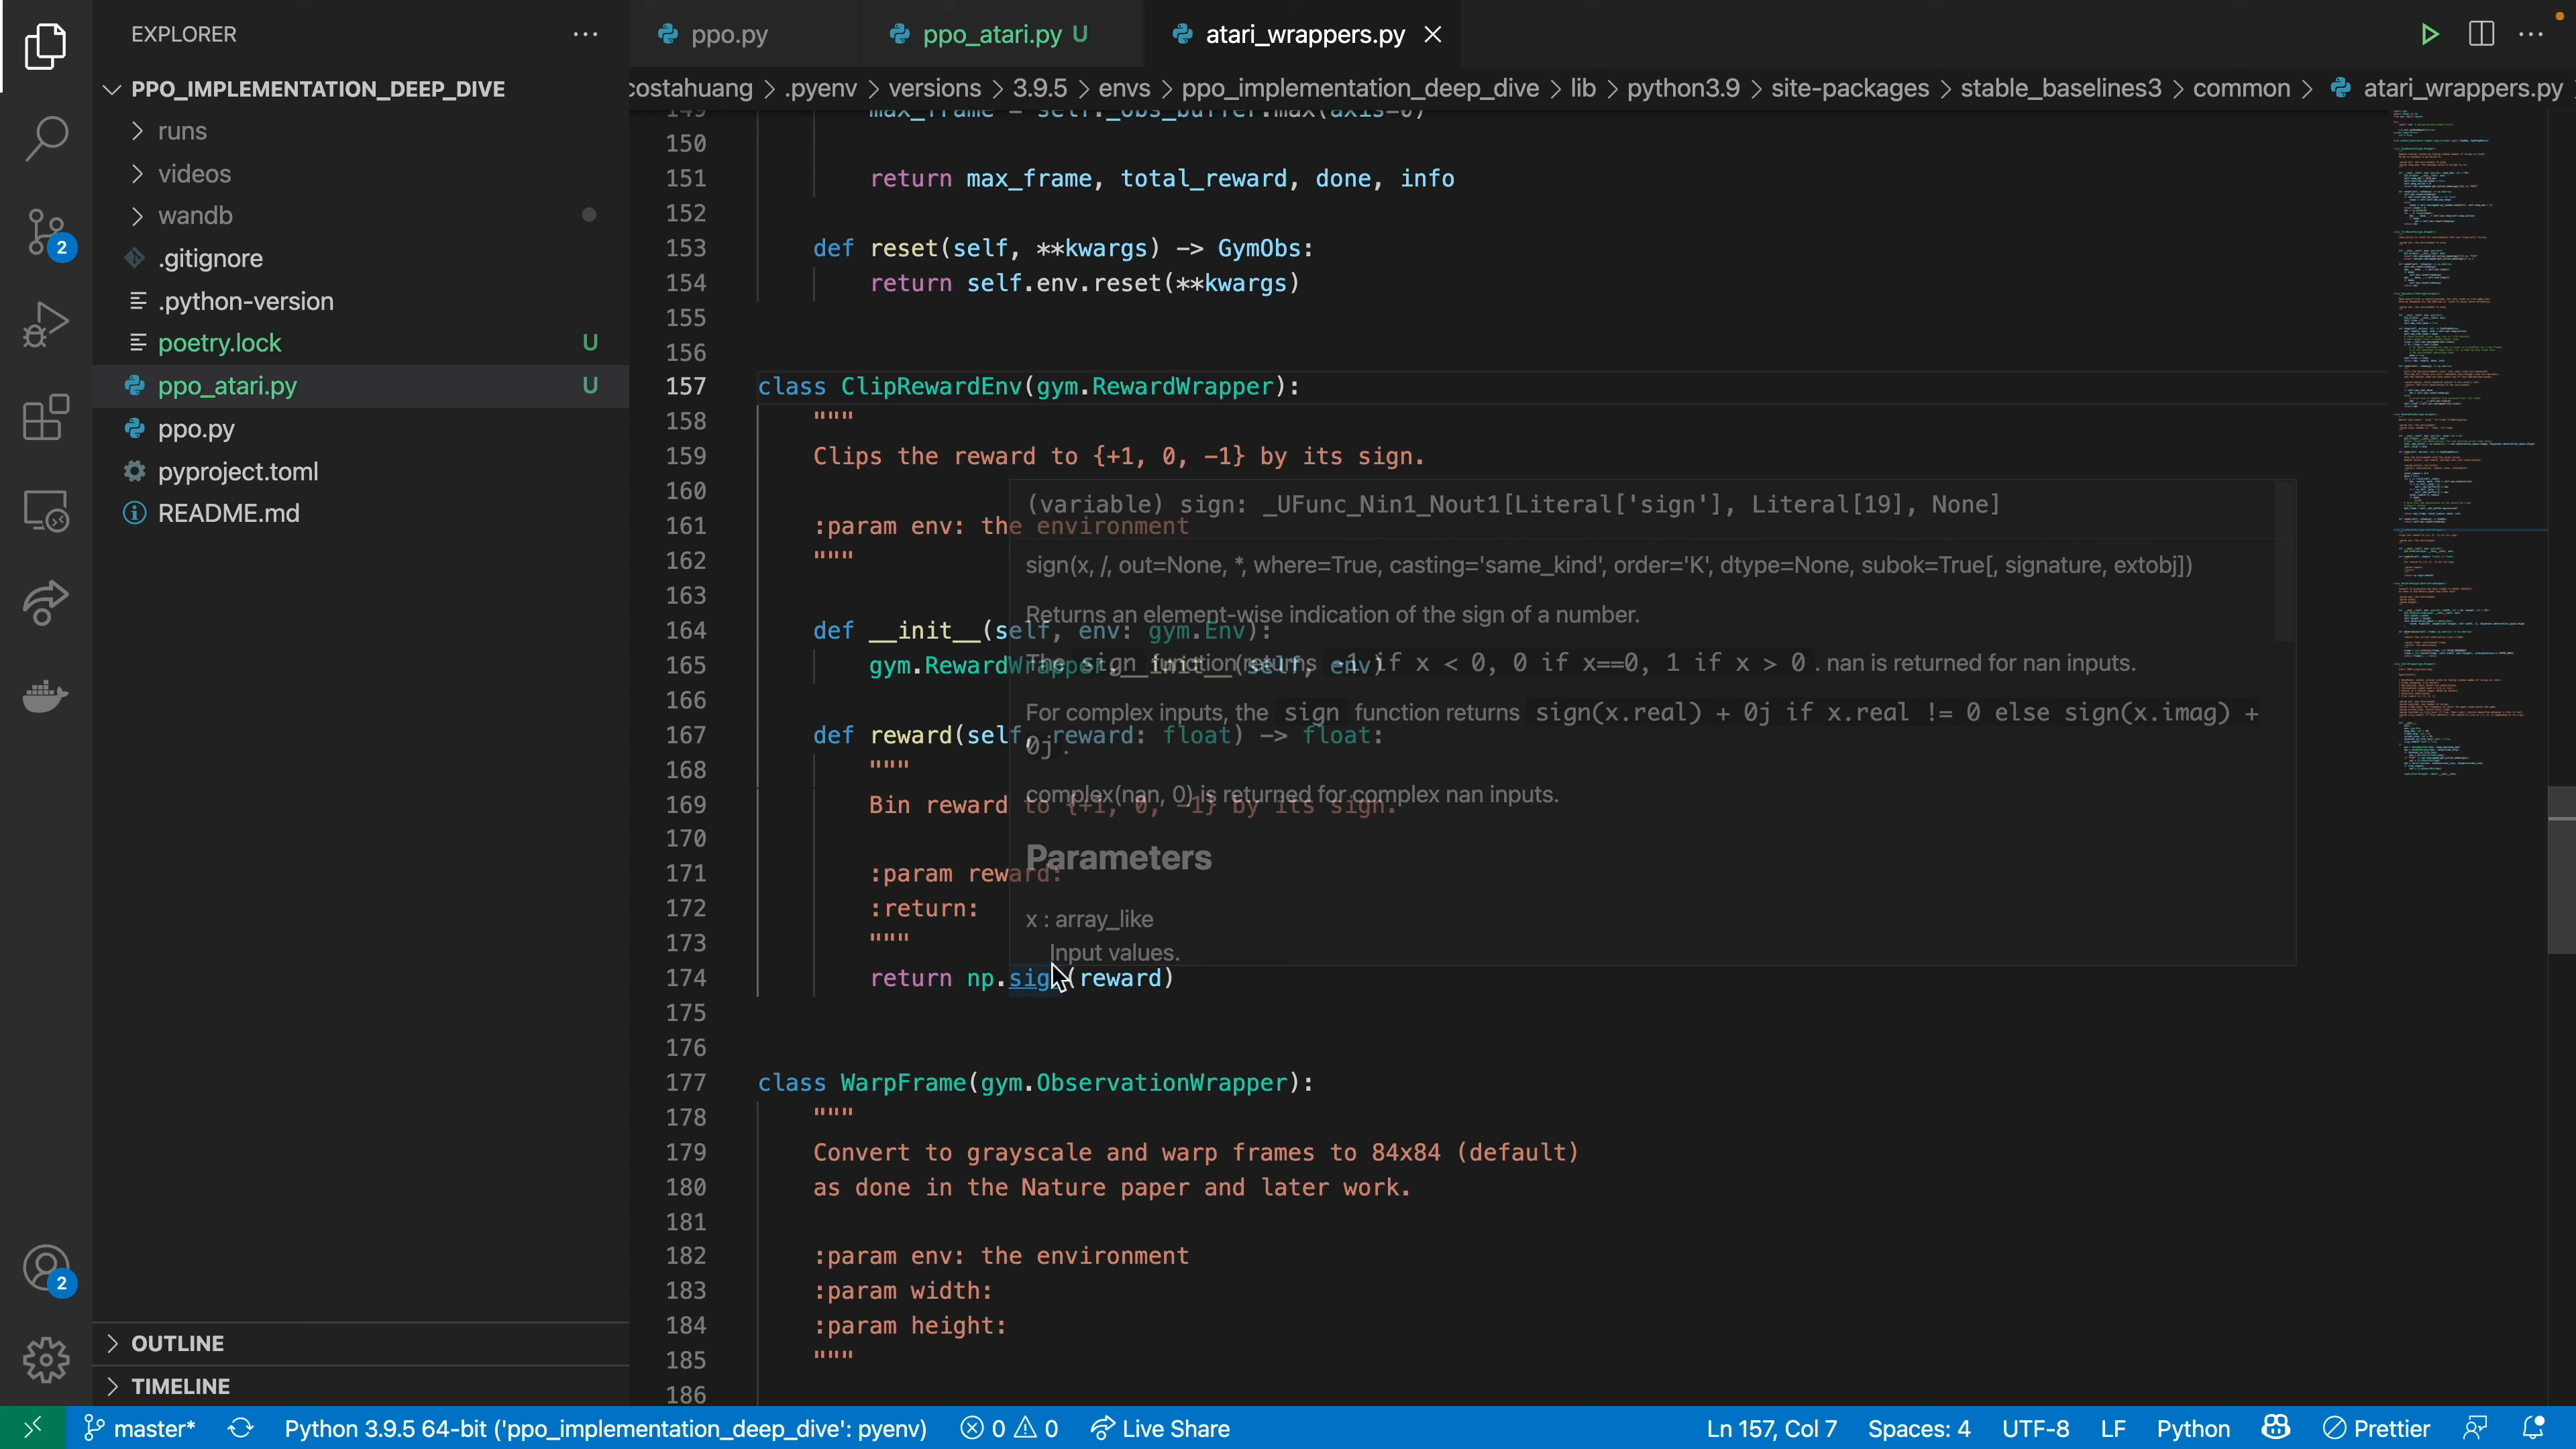 EXPLORER
ppo.py
ppo_atari.py U
atari_wrappers.py
PPO_IMPLEMENTATION_DEEP_DIVE
costahuang > .pyenv > versions > 3.9.5 > envs > ppo_implementation_deep_dive > lib > python3.9 > site-packages > stable_baselines3 > common > atari_wrappers.py
runs
videos
wandb
.gitignore
.python-version
poetry.lock U
ppo_atari.py U
ppo.py
pyproject.toml
README.md
149 max_frame = self._obs_buffer.max(axis=0)
150
151 return max_frame, total_reward, done, info
152
153 def reset(self, **kwargs) -> GymObs:
154 return self.env.reset(**kwargs)
155
156
157 class ClipRewardEnv(gym.RewardWrapper):
158 """
159 Clips the reward to {+1, 0, -1} by its sign.
160
161 :param env: the environment
162 """
163
164 def __init__(self, env: gym.Env):
165 gym.RewardWrapper.__init__(self, env)
166
167 def reward(self, reward: float) -> float:
168 """
169 Bin reward to {+1, 0, -1} by its sign.
170
171 :param reward:
172 :return:
173 """
174 return np.sign(reward)
175
176
177 class WarpFrame(gym.ObservationWrapper):
178 """
179 Convert to grayscale and warp frames to 84x84 (default)
180 as done in the Nature paper and later work.
181
182 :param env: the environment
183 :param width:
184 :param height:
185 """
186
(variable) sign: _UFunc_Nin1_Nout1[Literal['sign'], Literal[19], None]
sign(x, /, out=None, *, where=True, casting='same_kind', order='K', dtype=None, subok=True[, signature, extobj])
Returns an element-wise indication of the sign of a number.
The sign function returns -1 if x < 0, 0 if x==0, 1 if x > 0. nan is returned for nan inputs.
For complex inputs, the sign function returns sign(x.real) + 0j if x.real != 0 else sign(x.imag) +
0j.
complex(nan, 0) is returned for complex nan inputs.
Parameters
x : array_like
Input values.
2
2
OUTLINE
TIMELINE
master*
Python 3.9.5 64-bit ('ppo_implementation_deep_dive': pyenv)
0
0
Live Share
Ln 157, Col 7
Spaces: 4
UTF-8
LF
Python
Prettier